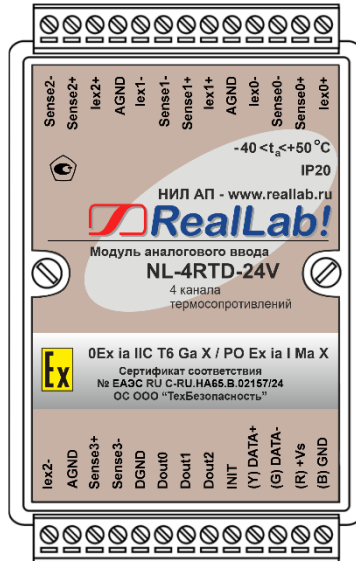 Sense2-
Sense2+
Iex2+
AGND
Iex1-
Sense1-
Sense1+
Iex1+
AGND
Iex0-
Sense0-
Sense0+
Iex0+
-40<ta<+50°C
IP20
НИЛ АП - www.reallab.ru
RealLab!
Модуль аналогового ввода
NL-4RTD-24V
4 канала
термосопротивлений
Ex
0Ex ia IIC T6 Ga X / PO Ex ia I Ma X
Сертификат соответствия
№ ЕАЭС RU C-RU.HA65.B.02157/24
ОС ООО "ТехБезопасность"
Iex2-
AGND
Sense3+
Sense3-
DGND
Dout0
Dout1
Dout2
INIT
(Y) DATA+
(G) DATA-
(R) +Vs
(B) GND